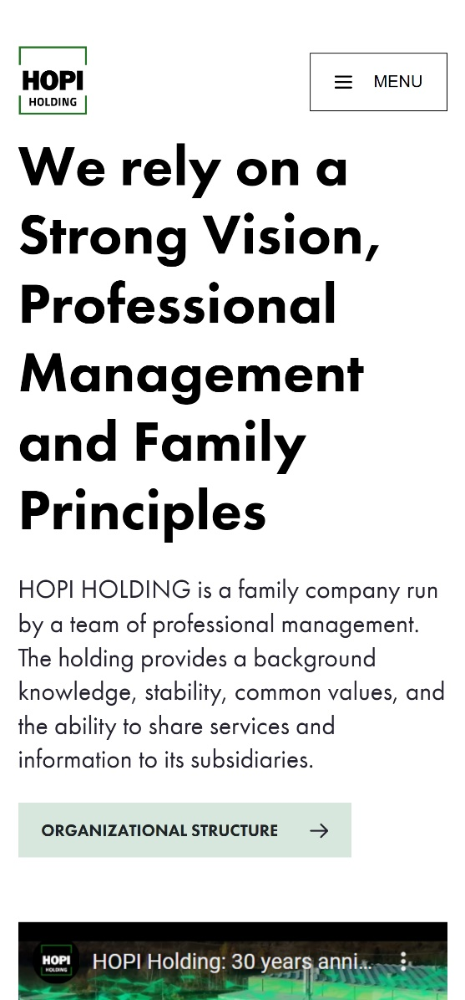 HOPI
HOLDING
MENU
We rely on a
Strong Vision,
Professional
Management
and Family
Principles
HOPI HOLDING is a family company run
by a team of professional management.
The holding provides a background
knowledge, stability, common values, and
the ability to share services and
information to its subsidiaries.
ORGANIZATIONAL STRUCTURE
HOPI
HOLDING
HOPI Holding: 30 years anni...